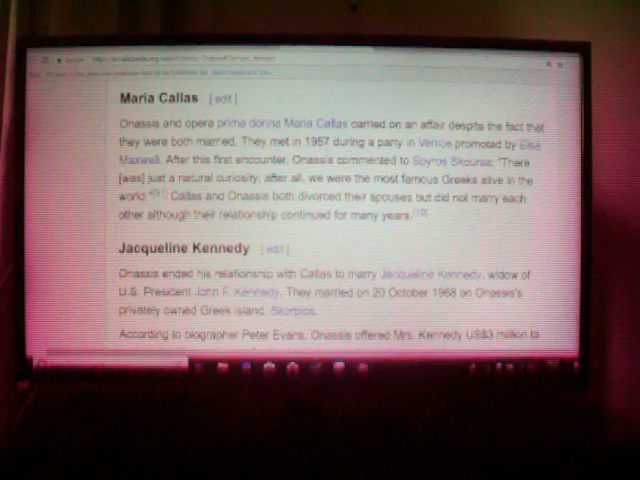 Maria Callas [ edit ]
Onassis and opera prima donna Maria Callas carried on an affair despite the fact that
they were both married. They met in 1957 during a party in Venice promoted by Elsa
Maxwell. After this first encounter, Onassis commented to Spyros Skouras: "There
[was] just a natural curiosity; after all, we were the most famous Greeks alive in the
world." Callas and Onassis both divorced their spouses but did not marry each
other although their relationship continued for many years.
Jacqueline Kennedy [ edit ]
Onassis ended his relationship with Callas to marry Jacqueline Kennedy, widow of
U.S. President John F. Kennedy. They married on 20 October 1968 on Onassis's
privately owned Greek island, Skorpios.
According to biographer Peter Evans, Onassis offered Mrs. Kennedy US$3 million to